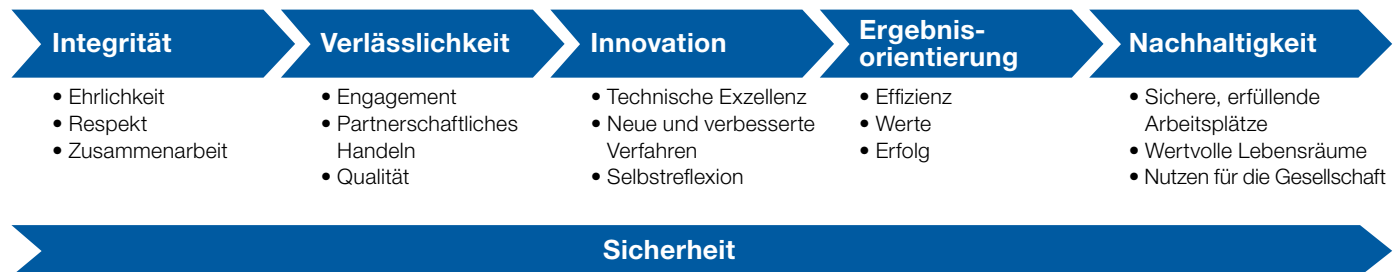 Integrität
• Ehrlichkeit
• Respekt
• Zusammenarbeit
Verlässlichkeit
• Engagement
• Partnerschaftliches
Handeln
• Qualität
Innovation
• Technische Exzellenz
• Neue und verbesserte
Verfahren
• Selbstreflexion
Ergebnis-
orientierung
• Effizienz
• Werte
• Erfolg
Nachhaltigkeit
• Sichere, erfüllende
Arbeitsplätze
• Wertvolle Lebensräume
• Nutzen für die Gesellschaft
Sicherheit